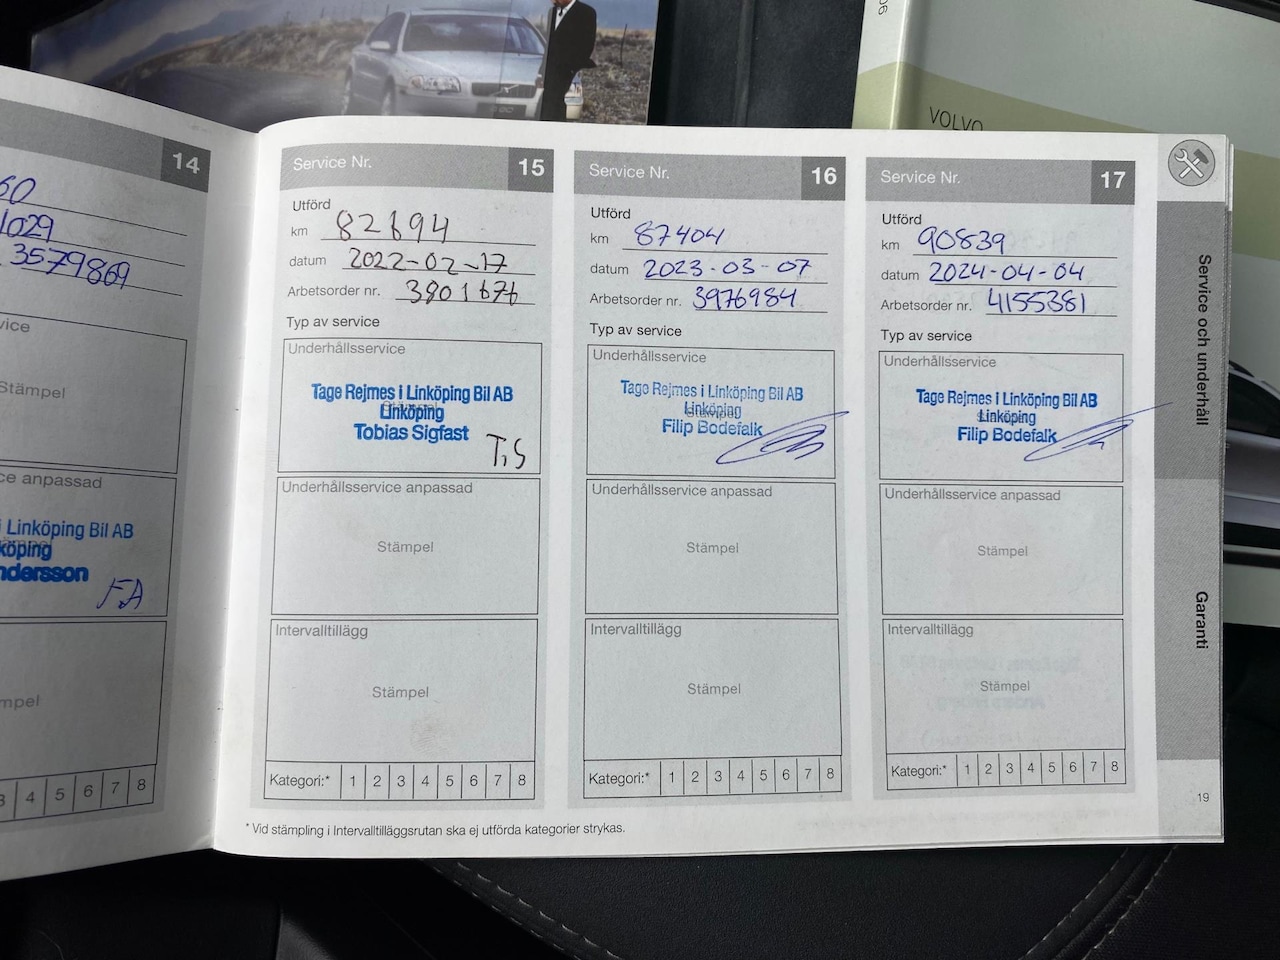 06
VOLVO
14
60
1029
3579869
vice
Stämpel
ce anpassad
i Linköping Bil AB
köping
ndersson
FA
mpel
3 4 5 6 7 8
Service Nr. 15
Utförd
km 82694
datum 2022-02-17
Arbetsorder nr. 3801676
Typ av service
Underhållsservice
Stämpel
Tage Rejmes i Linköping Bil AB
Linköping
Tobias Sigfast
TiS
Underhållsservice anpassad
Stämpel
Intervalltillägg
Stämpel
Kategori:* 1 2 3 4 5 6 7 8
Service Nr. 16
Utförd
km 87404
datum 2023-03-07
Arbetsorder nr. 3976984
Typ av service
Underhållsservice
Stämpel
Tage Rejmes i Linköping Bil AB
Linköping
Filip Bodefalk
Underhållsservice anpassad
Stämpel
Intervalltillägg
Stämpel
Kategori:* 1 2 3 4 5 6 7 8
Service Nr. 17
Utförd
km 90839
datum 2024-04-04
Arbetsorder nr. 4155381
Typ av service
Underhållsservice
Tage Rejmes i Linköping Bil AB
Linköping
Filip Bodefalk
Underhållsservice anpassad
Stämpel
Intervalltillägg
Stämpel
Kategori:* 1 2 3 4 5 6 7 8
* Vid stämpling i Intervalltilläggsrutan ska ej utförda kategorier strykas.
Service och underhåll
Garanti
19